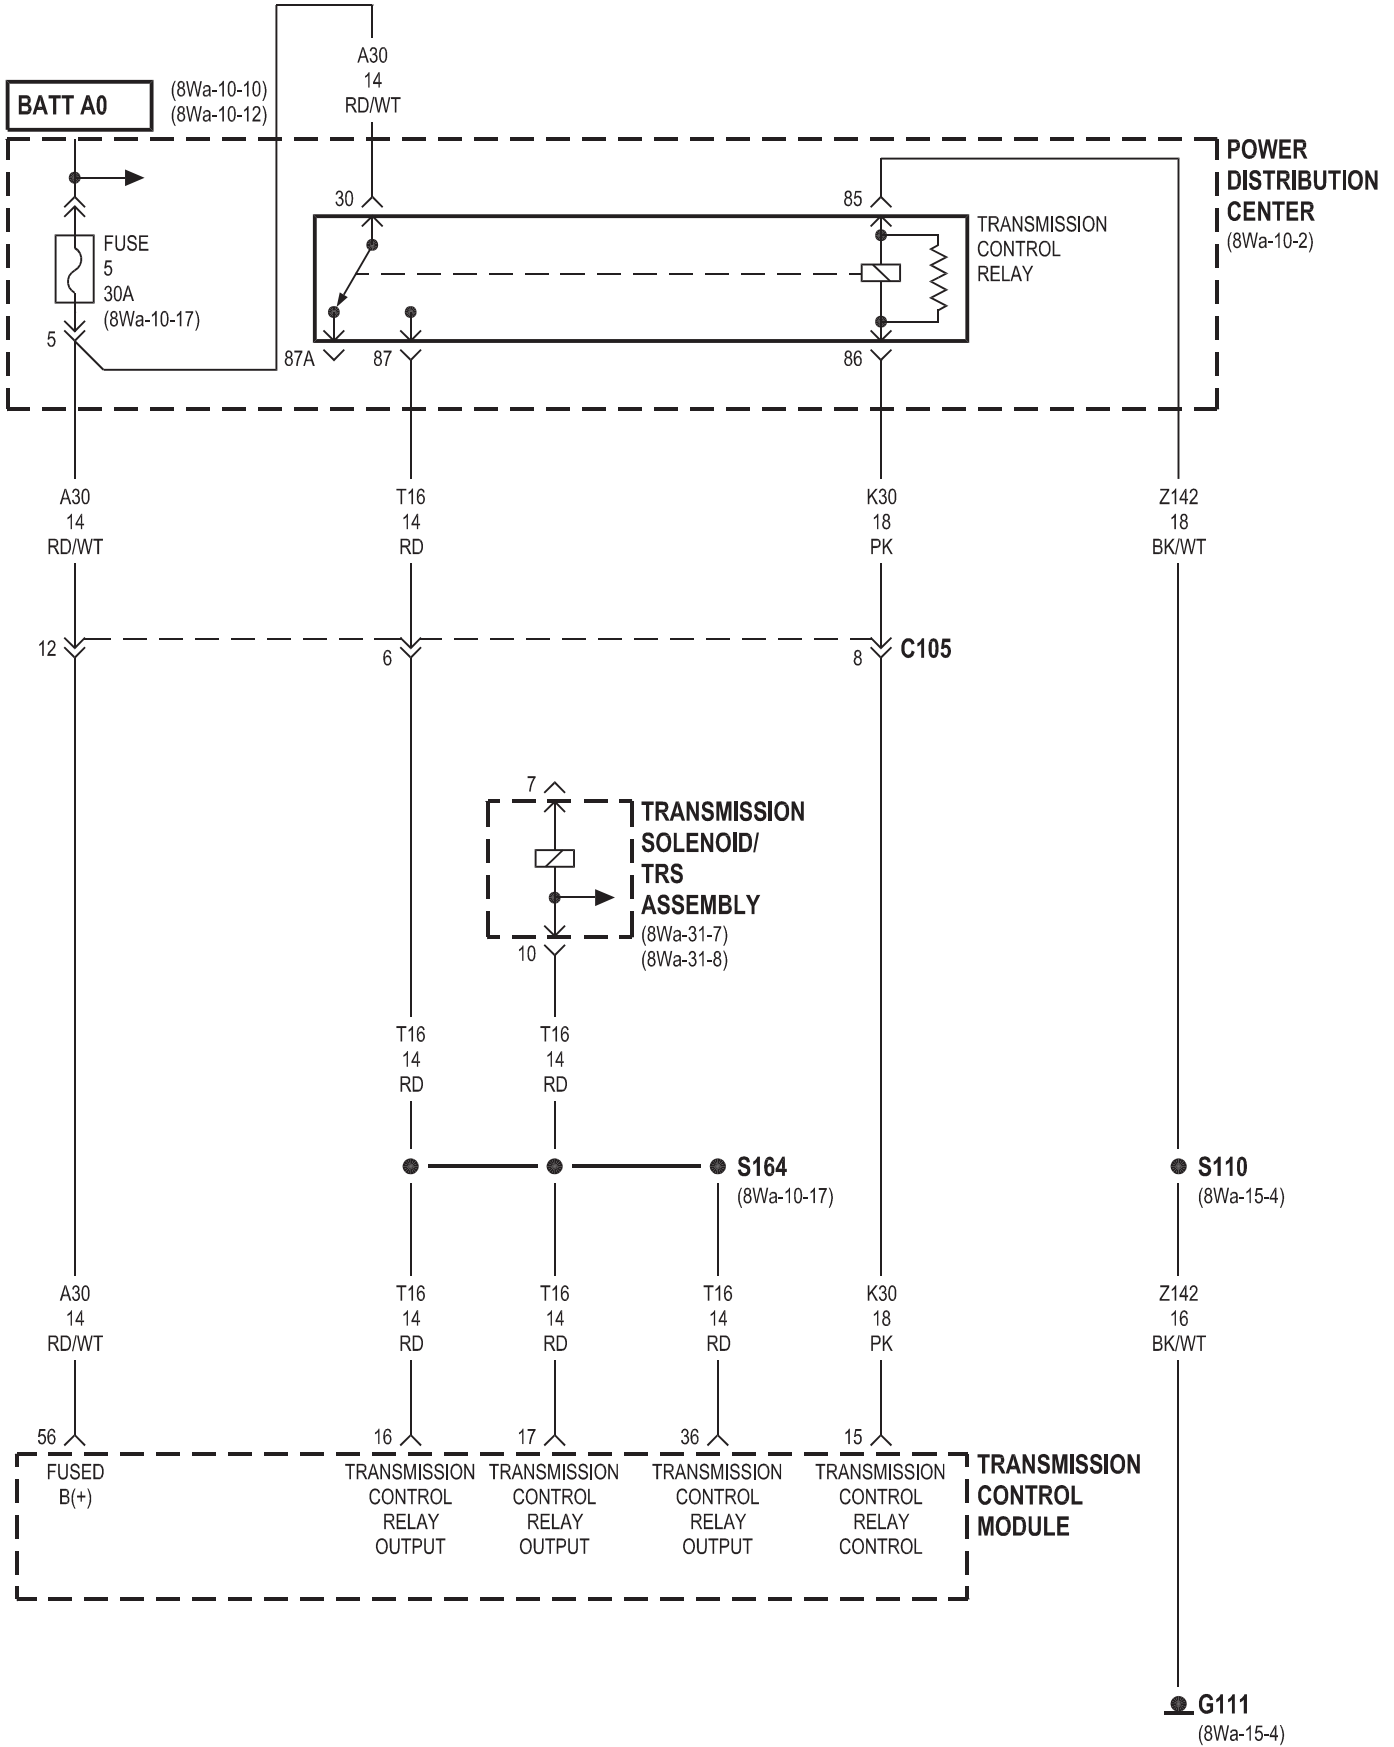 A30
14
RD/WT
BATT A0
(8Wa-10-10)
(8Wa-10-12)
POWER
DISTRIBUTION
CENTER
(8Wa-10-2)
30
85
TRANSMISSION
CONTROL
RELAY
FUSE
5
30A
(8Wa-10-17)
5
87A
87
86
A30
14
RD/WT
T16
14
RD
K30
18
PK
Z142
18
BK/WT
12
6
8
C105
7
TRANSMISSION
SOLENOID/
TRS
ASSEMBLY
(8Wa-31-7)
(8Wa-31-8)
10
T16
14
RD
T16
14
RD
S164
(8Wa-10-17)
S110
(8Wa-15-4)
A30
14
RD/WT
T16
14
RD
T16
14
RD
T16
14
RD
K30
18
PK
Z142
16
BK/WT
56
16
17
36
15
FUSED
B(+)
TRANSMISSION
CONTROL
RELAY
OUTPUT
TRANSMISSION
CONTROL
RELAY
OUTPUT
TRANSMISSION
CONTROL
RELAY
OUTPUT
TRANSMISSION
CONTROL
RELAY
CONTROL
TRANSMISSION
CONTROL
MODULE
G111
(8Wa-15-4)